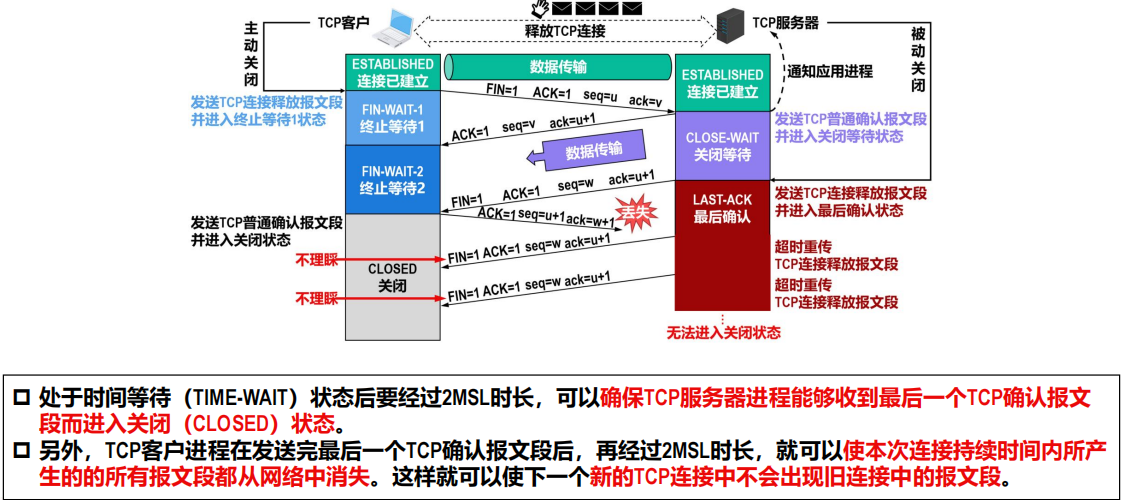 TCP客户
TCP服务器
释放TCP连接
主动关闭
被动关闭
通知应用进程
ESTABLISHED
连接已建立
数据传输
ESTABLISHED
连接已建立
FIN=1 ACK=1 seq=u ack=v
发送TCP连接释放报文段
并进入终止等待1状态
FIN-WAIT-1
终止等待1
发送TCP普通确认报文段
并进入关闭等待状态
CLOSE-WAIT
关闭等待
ACK=1 seq=v ack=u+1
数据传输
FIN-WAIT-2
终止等待2
FIN=1 ACK=1 seq=w ack=u+1
LAST-ACK
最后确认
发送TCP连接释放报文段
并进入最后确认状态
ACK=1 seq=u+1 ack=w+1
丢失
发送TCP普通确认报文段
并进入关闭状态
不理睬
FIN=1 ACK=1 seq=w ack=u+1
超时重传
TCP连接释放报文段
CLOSED
关闭
不理睬
FIN=1 ACK=1 seq=w ack=u+1
超时重传
TCP连接释放报文段
无法进入关闭状态
处于时间等待（TIME-WAIT）状态后要经过2MSL时长，可以确保TCP服务器进程能够收到最后一个TCP确认报文
段而进入关闭（CLOSED）状态。
另外，TCP客户进程在发送完最后一个TCP确认报文段后，再经过2MSL时长，就可以使本次连接持续时间内所产
生的的所有报文段都从网络中消失。这样就可以使下一个新的TCP连接中不会出现旧连接中的报文段。